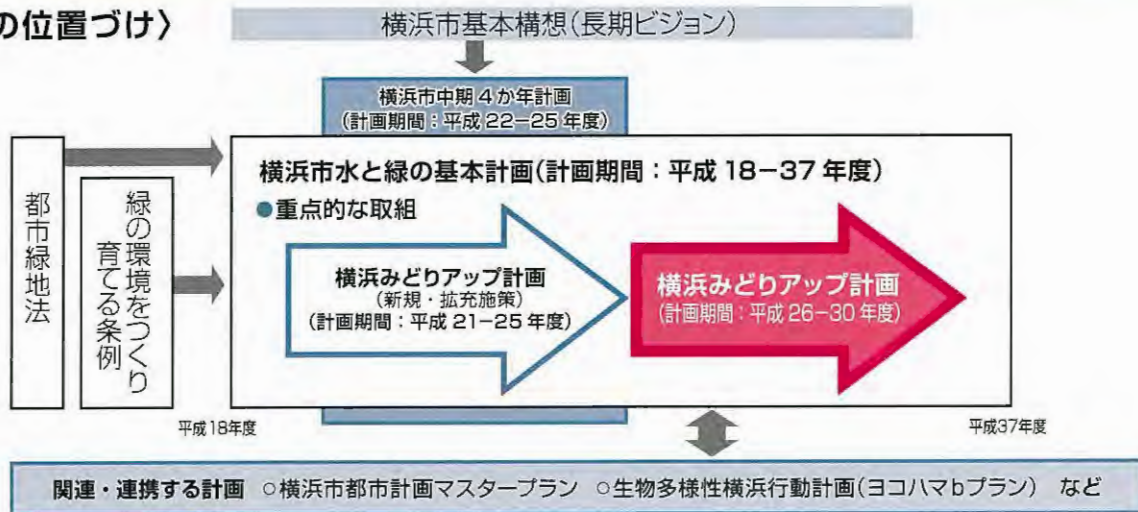 の位置づけ〉
横浜市基本構想(長期ビジョン)
横浜市中期4か年計画
(計画期間：平成22−25年度)
都市緑地法
緑の環境をつくり
育てる条例
横浜市水と緑の基本計画(計画期間：平成18−37年度)
●重点的な取組
横浜みどりアップ計画
(新規・拡充施策)
(計画期間：平成21−25年度)
横浜みどりアップ計画
(計画期間：平成26−30年度)
平成18年度
平成37年度
関連・連携する計画 ○横浜市都市計画マスタープラン ○生物多様性横浜行動計画(ヨコハマbプラン) など